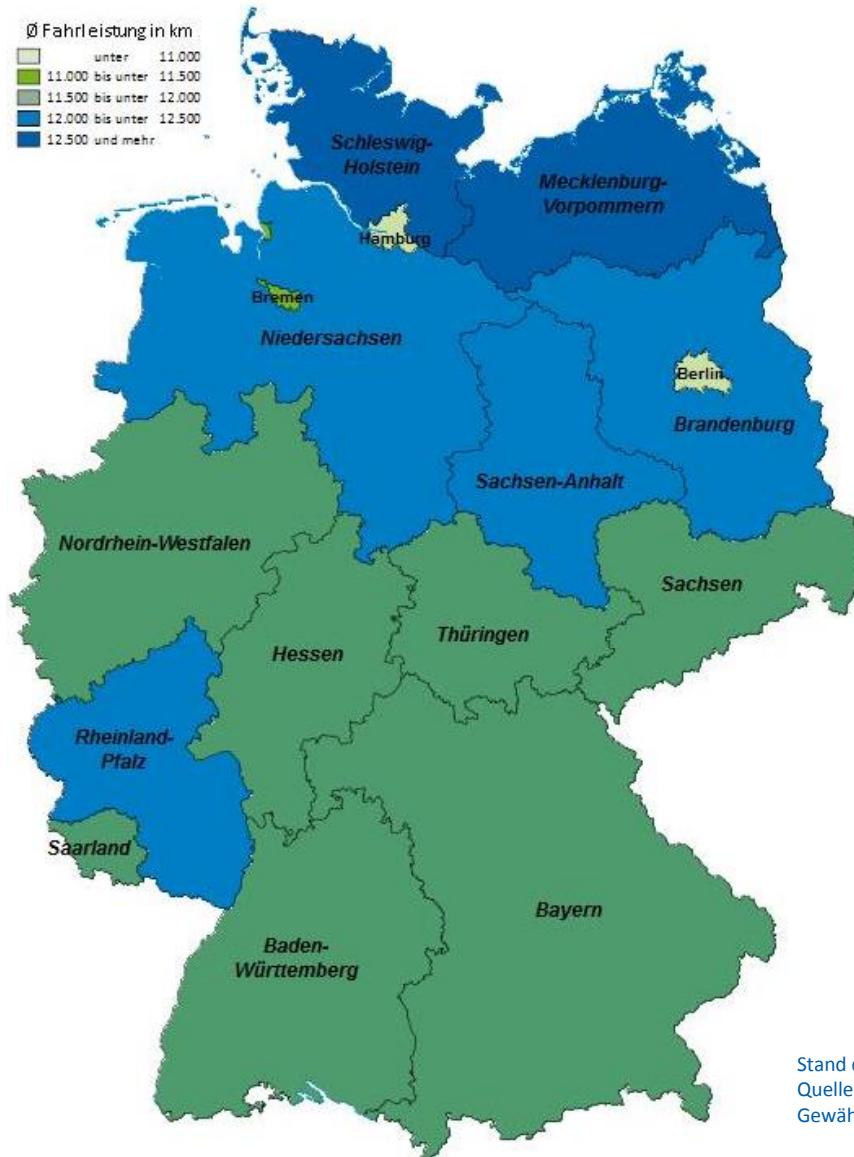 Ø Fahrleistung in km
unter 11.000
11.000 bis unter 11.500
11.500 bis unter 12.000
12.000 bis unter 12.500
12.500 und mehr
Schleswig-
Holstein
Mecklenburg-
Vorpommern
Hamburg
Bremen
Niedersachsen
Berlin
Brandenburg
Sachsen-Anhalt
Nordrhein-Westfalen
Sachsen
Thüringen
Hessen
Rheinland-
Pfalz
Saarland
Bayern
Baden-
Württemberg
Stand
Quelle
Gewäh